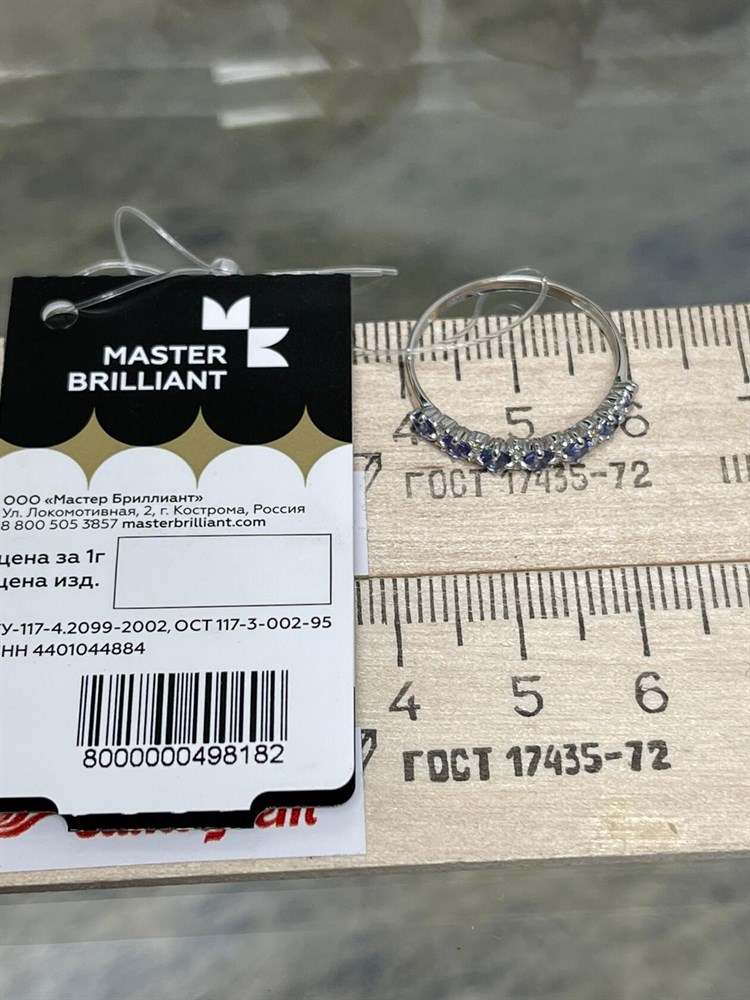 MASTER
BRILLIANT
ООО «Мастер Бриллиант»
Ул. Локомотивная, 2, г. Кострома, Россия
8 800 505 3857 masterbrilliant.com
цена за 1г
цена изд.
ТУ-117-4.2099-2002, ОСТ 117-3-002-95
ИНН 4401044884
8000000498182
4 5 6
ГОСТ 17435-72
4 5 6
ГОСТ 17435-72